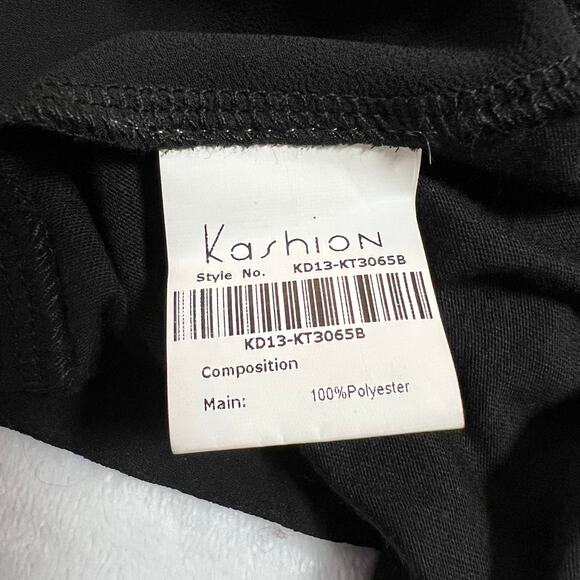 Kashion
Style No. KD13-KT3065B
KD13-KT3065B
Composition
Main: 100%Polyester